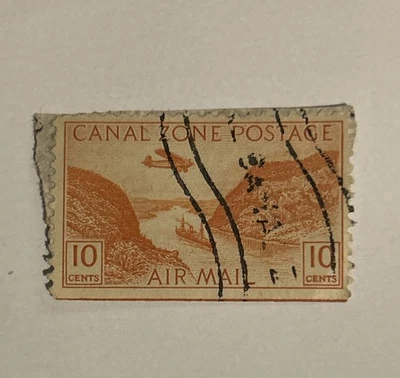 CANAL ZONE POSTAGE
10 CENTS
10 CENTS
AIR MAIL